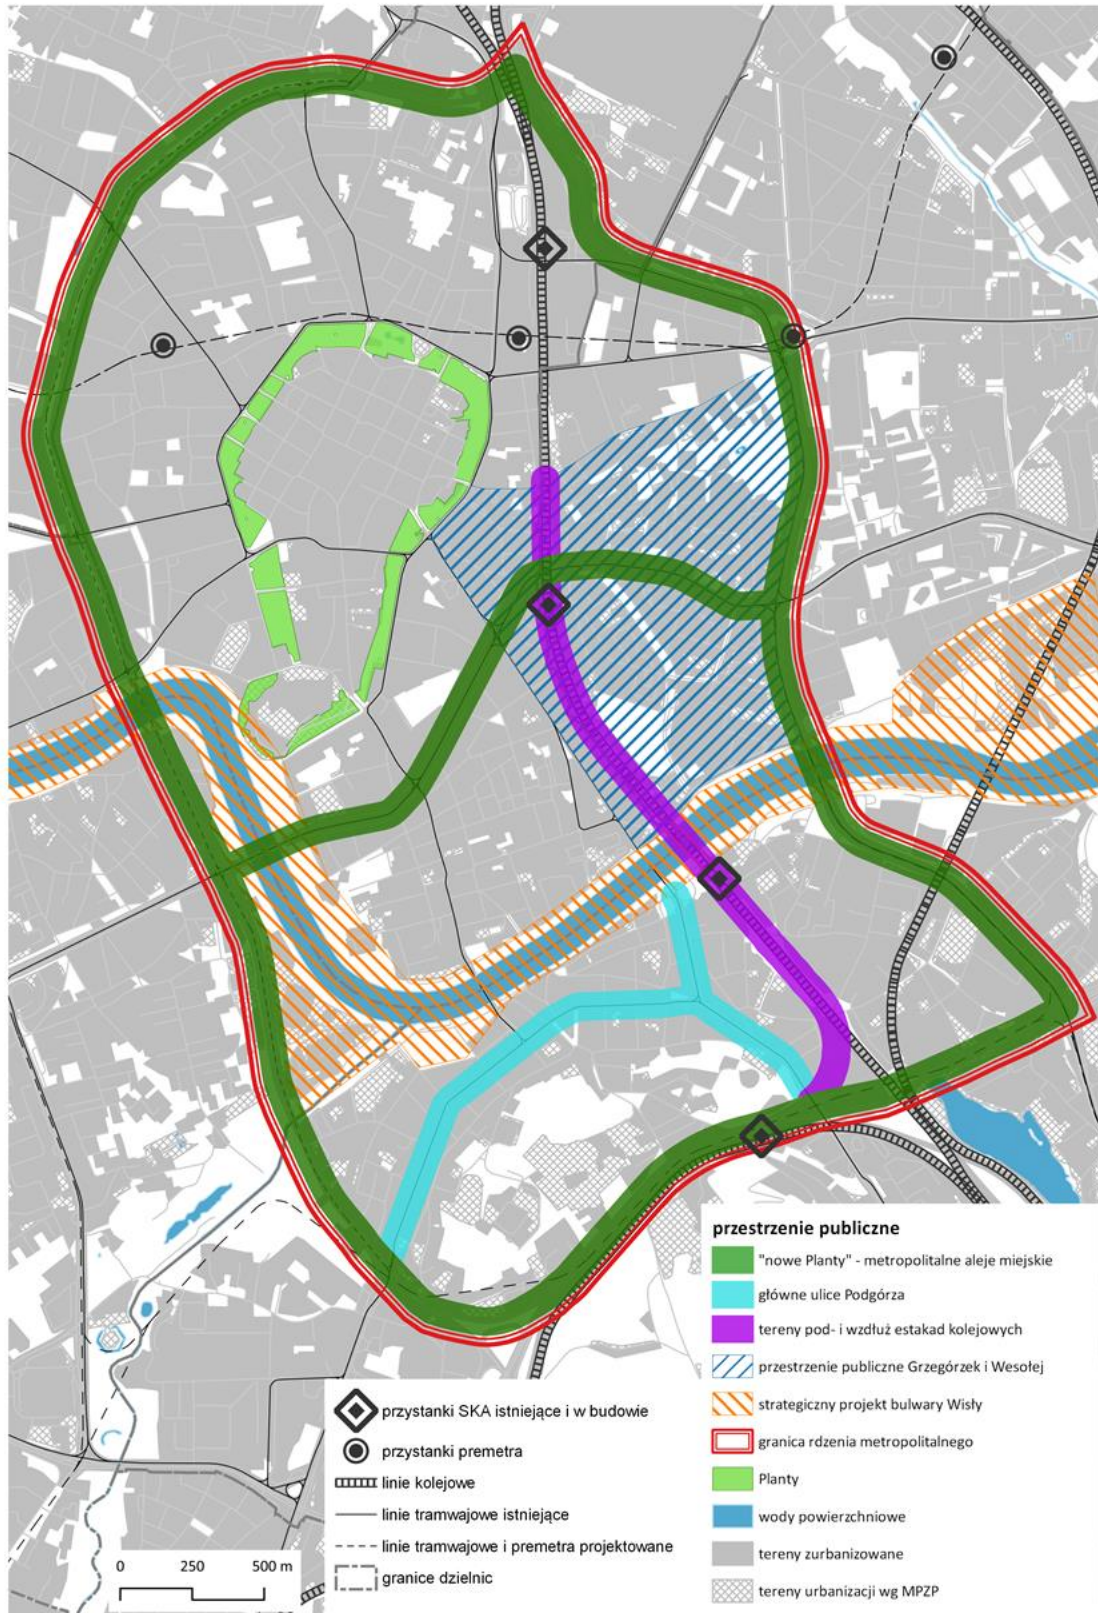 przestrzenie publiczne
"nowe Planty" - metropolitalne aleje miejskie
główne ulice Podgórza
tereny pod- i wzdłuż estakad kolejowych
przestrzenie publiczne Grzegórzek i Wesołej
strategiczny projekt bulwary Wisły
granica rdzenia metropolitalnego
Planty
wody powierzchniowe
tereny zurbanizowane
tereny urbanizacji wg MPZP
przystanki SKA istniejące i w budowie
przystanki premetra
linie kolejowe
linie tramwajowe istniejące
linie tramwajowe i premetra projektowane
granice dzielnic
0 250 500 m